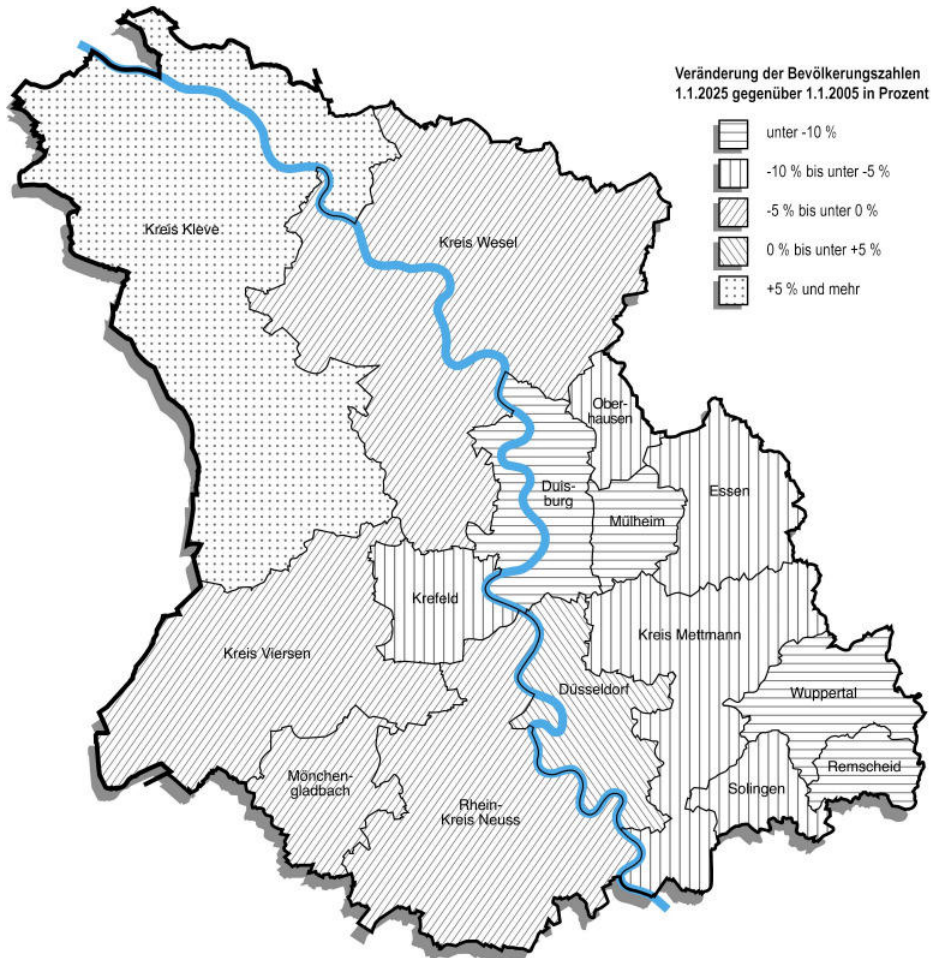 Veränderung der Bevölkerungszahlen
1.1.2025 gegenüber 1.1.2005 in Prozent
unter -10 %
-10 % bis unter -5 %
-5 % bis unter 0 %
0 % bis unter +5 %
+5 % und mehr
Kreis Kleve
Kreis Wesel
Ober-
hausen
Duis-
burg
Essen
Mülheim
Krefeld
Kreis Viersen
Kreis Mettmann
Düsseldorf
Wuppertal
Remscheid
Solingen
Mönchen-
gladbach
Rhein-
Kreis Neuss